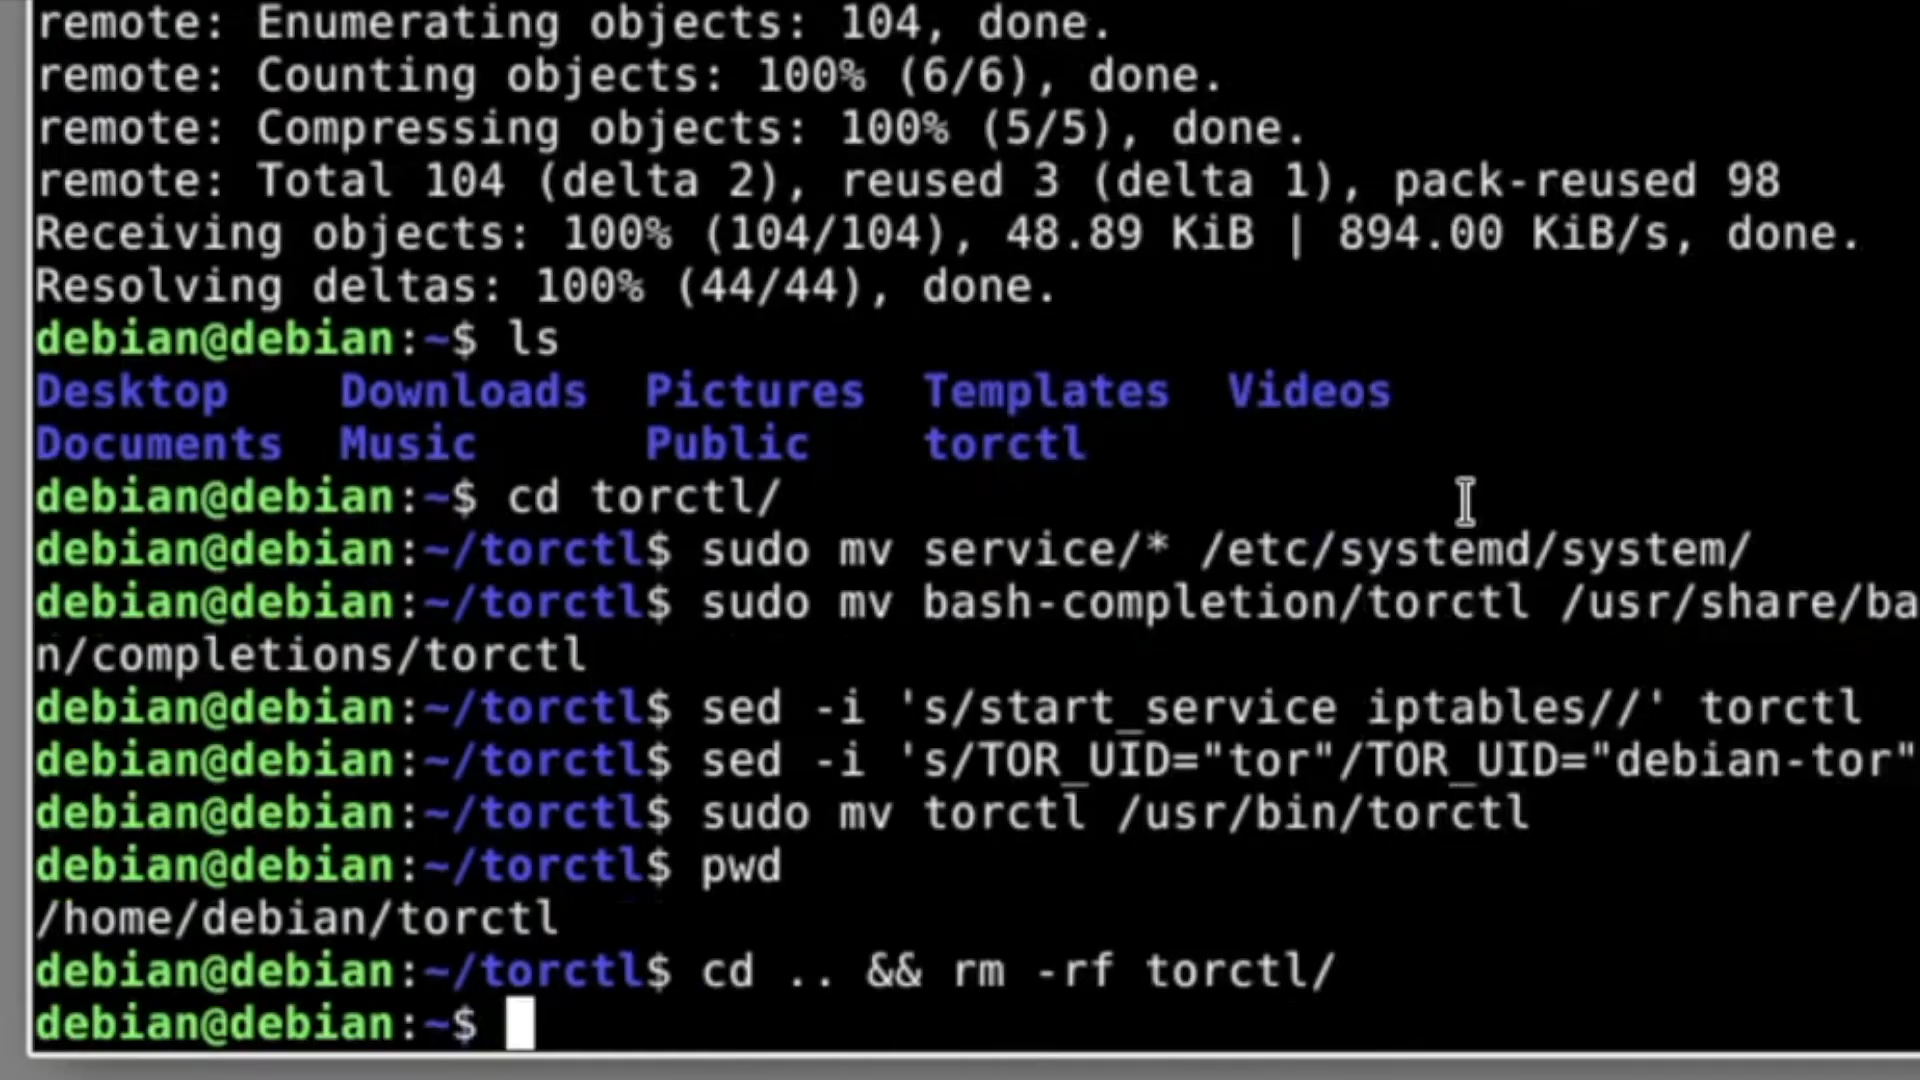 remote: Enumerating objects: 104, done.
remote: Counting objects: 100% (6/6), done.
remote: Compressing objects: 100% (5/5), done.
remote: Total 104 (delta 2), reused 3 (delta 1), pack-reused 98
Receiving objects: 100% (104/104), 48.89 KiB | 894.00 KiB/s, done.
Resolving deltas: 100% (44/44), done.
debian@debian:~$ ls
Desktop Downloads Pictures Templates Videos
Documents Music Public torctl
debian@debian:~$ cd torctl/
debian@debian:~/torctl$ sudo mv service/* /etc/systemd/system/
debian@debian:~/torctl$ sudo mv bash-completion/torctl /usr/share/ba
n/completions/torctl
debian@debian:~/torctl$ sed -i 's/start_service iptables//' torctl
debian@debian:~/torctl$ sed -i 's/TOR_UID="tor"/TOR_UID="debian-tor"
debian@debian:~/torctl$ sudo mv torctl /usr/bin/torctl
debian@debian:~/torctl$ pwd
/home/debian/torctl
debian@debian:~/torctl$ cd .. && rm -rf torctl/
debian@debian:~$